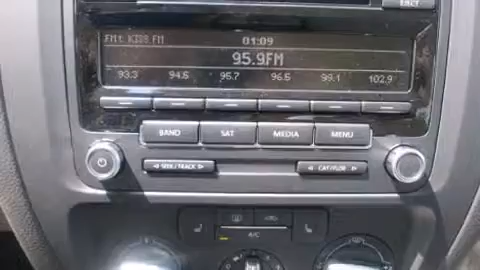 EJECT
FM1: KISS FM 01:09
95.9FM
93.3 94.5 95.7 96.5 99.1 102.9
BAND SAT MEDIA MENU
SEEK/TRACK CAT/FLDR
A/C